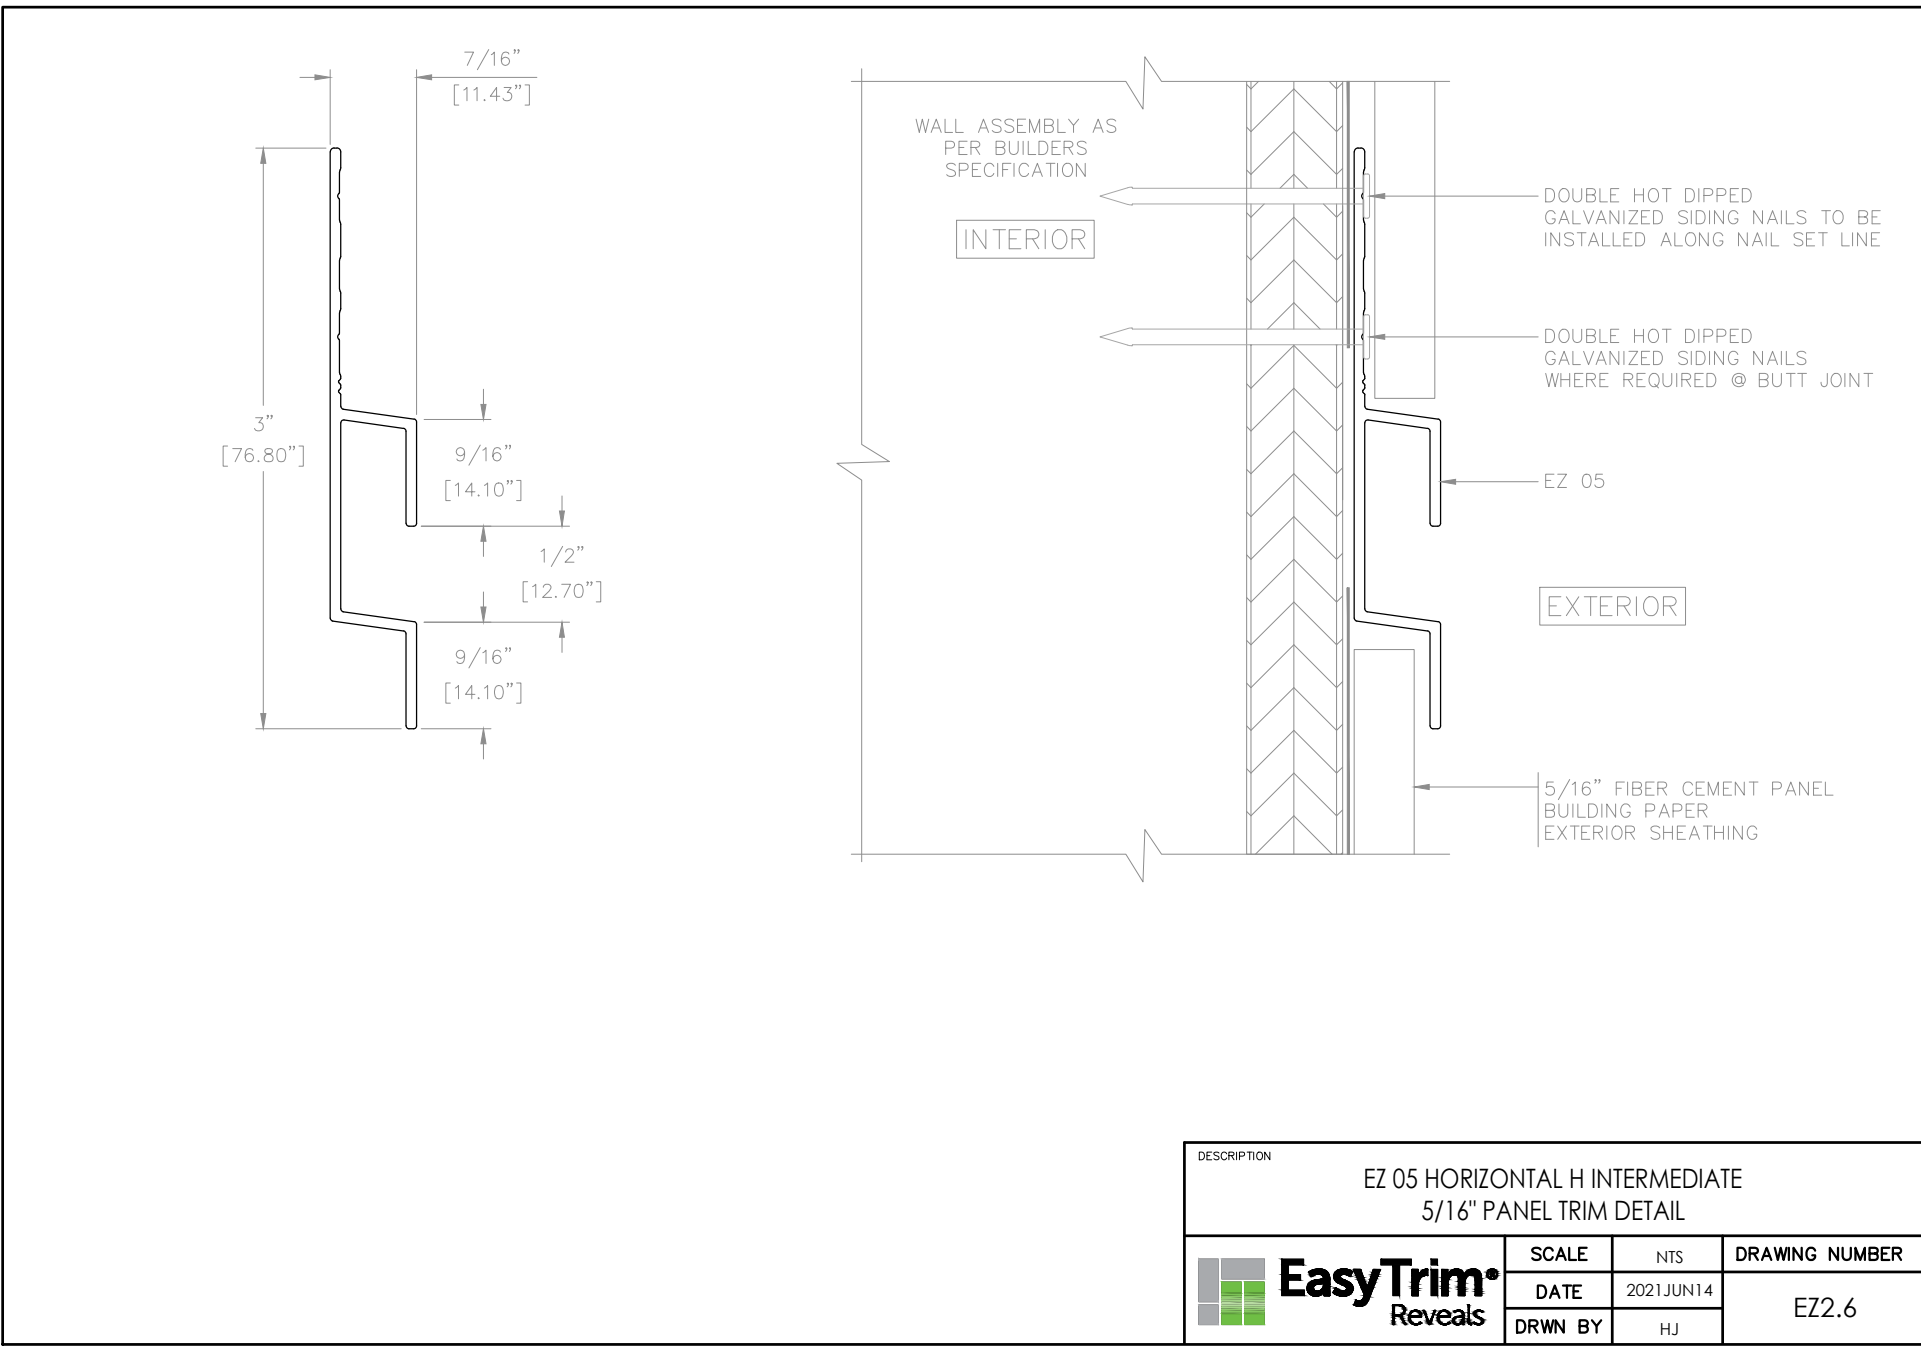 7/16”
[11.43”]
3”
[76.80”]
9/16”
[14.10”]
1/2”
[12.70”]
9/16”
[14.10”]
WALL ASSEMBLY AS
PER BUILDERS
SPECIFICATION
INTERIOR
DOUBLE HOT DIPPED
GALVANIZED SIDING NAILS TO BE
INSTALLED ALONG NAIL SET LINE
DOUBLE HOT DIPPED
GALVANIZED SIDING NAILS
WHERE REQUIRED @ BUTT JOINT
EZ 05
EXTERIOR
5/16” FIBER CEMENT PANEL
BUILDING PAPER
EXTERIOR SHEATHING
DESCRIPTION
EZ 05 HORIZONTAL H INTERMEDIATE
5/16" PANEL TRIM DETAIL
EasyTrim®
Reveals
SCALE NTS
DATE 2021JUN14
DRWN BY HJ
DRAWING NUMBER
EZ2.6